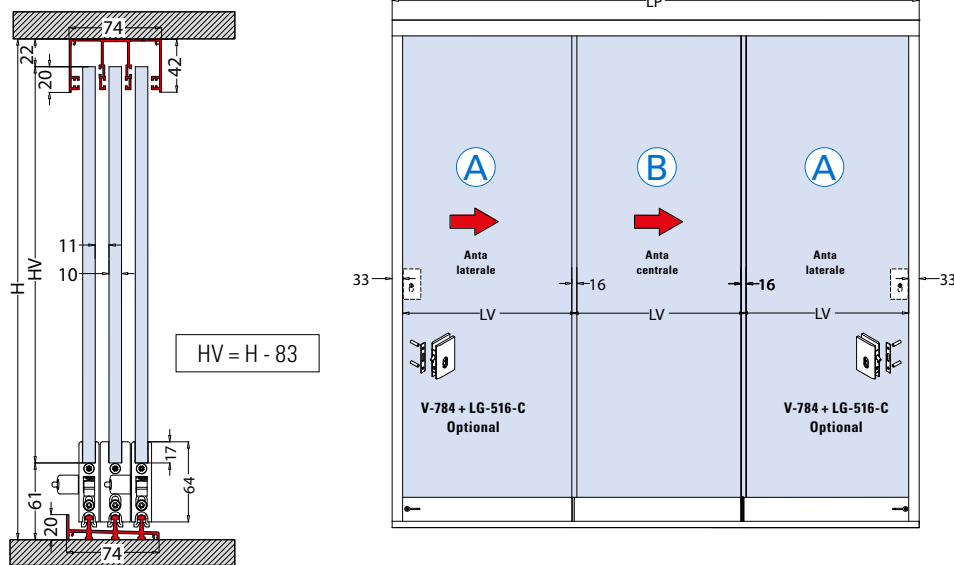 74
22
20
42
11
10
H
HV
HV = H - 83
17
61
64
20
74
LP
A
B
A
Anta
laterale
Anta
centrale
Anta
laterale
33
16
16
33
LV
LV
LV
V-784 + LG-516-C
Optional
V-784 + LG-516-C
Optional